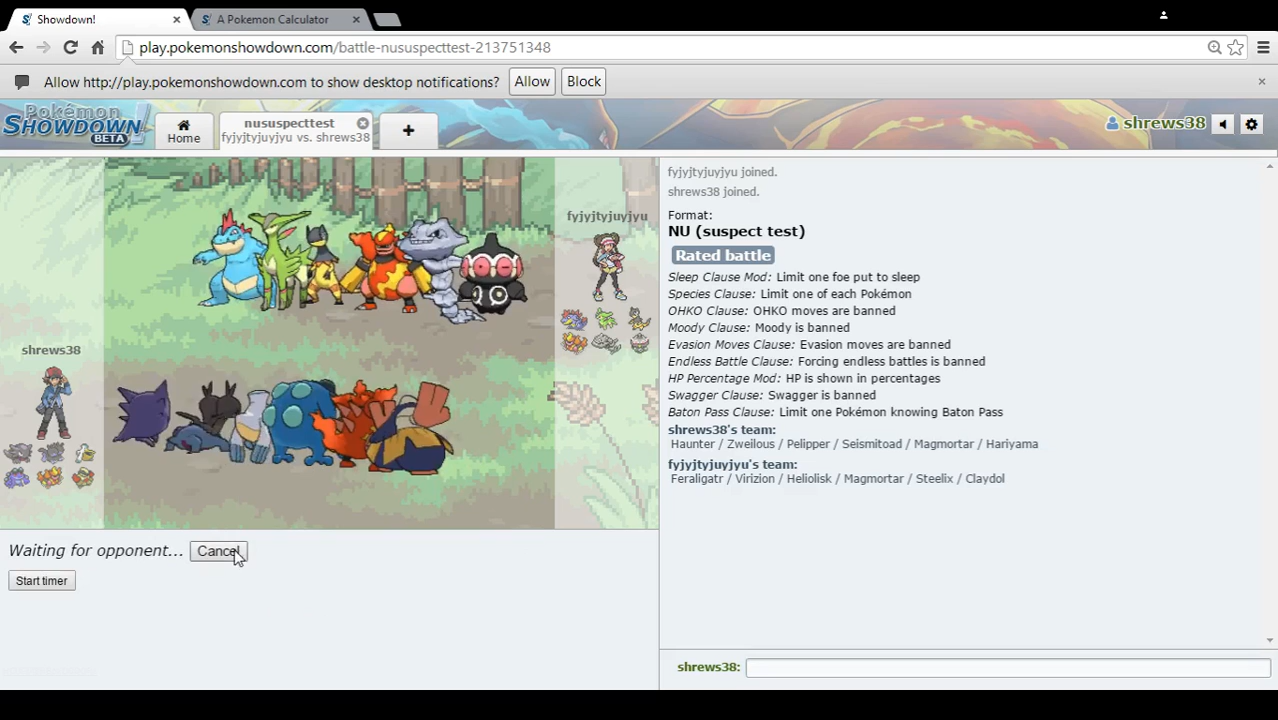 Showdown!
A Pokemon Calculator
play.pokemonshowdown.com/battle-nususpecttest-213751348
Allow http://play.pokemonshowdown.com to show desktop notifications?
Allow
Block
Pokémon
SHOWDOWN
BETA
Home
nususpecttest
fyjyjtyjuyjyu vs. shrews38
+
shrews38
shrews38
fyjyjtyjuyjyu
Waiting for opponent...
Cancel
Start timer
fyjyjtyjuyjyu joined.
shrews38 joined.
Format:
NU (suspect test)
Rated battle
Sleep Clause Mod: Limit one foe put to sleep
Species Clause: Limit one of each Pokémon
OHKO Clause: OHKO moves are banned
Moody Clause: Moody is banned
Evasion Moves Clause: Evasion moves are banned
Endless Battle Clause: Forcing endless battles is banned
HP Percentage Mod: HP is shown in percentages
Swagger Clause: Swagger is banned
Baton Pass Clause: Limit one Pokémon knowing Baton Pass
shrews38's team:
Haunter / Zweilous / Pelipper / Seismitoad / Magmortar / Hariyama
fyjyjtyjuyjyu's team:
Feraligatr / Virizion / Heliolisk / Magmortar / Steelix / Claydol
shrews38: